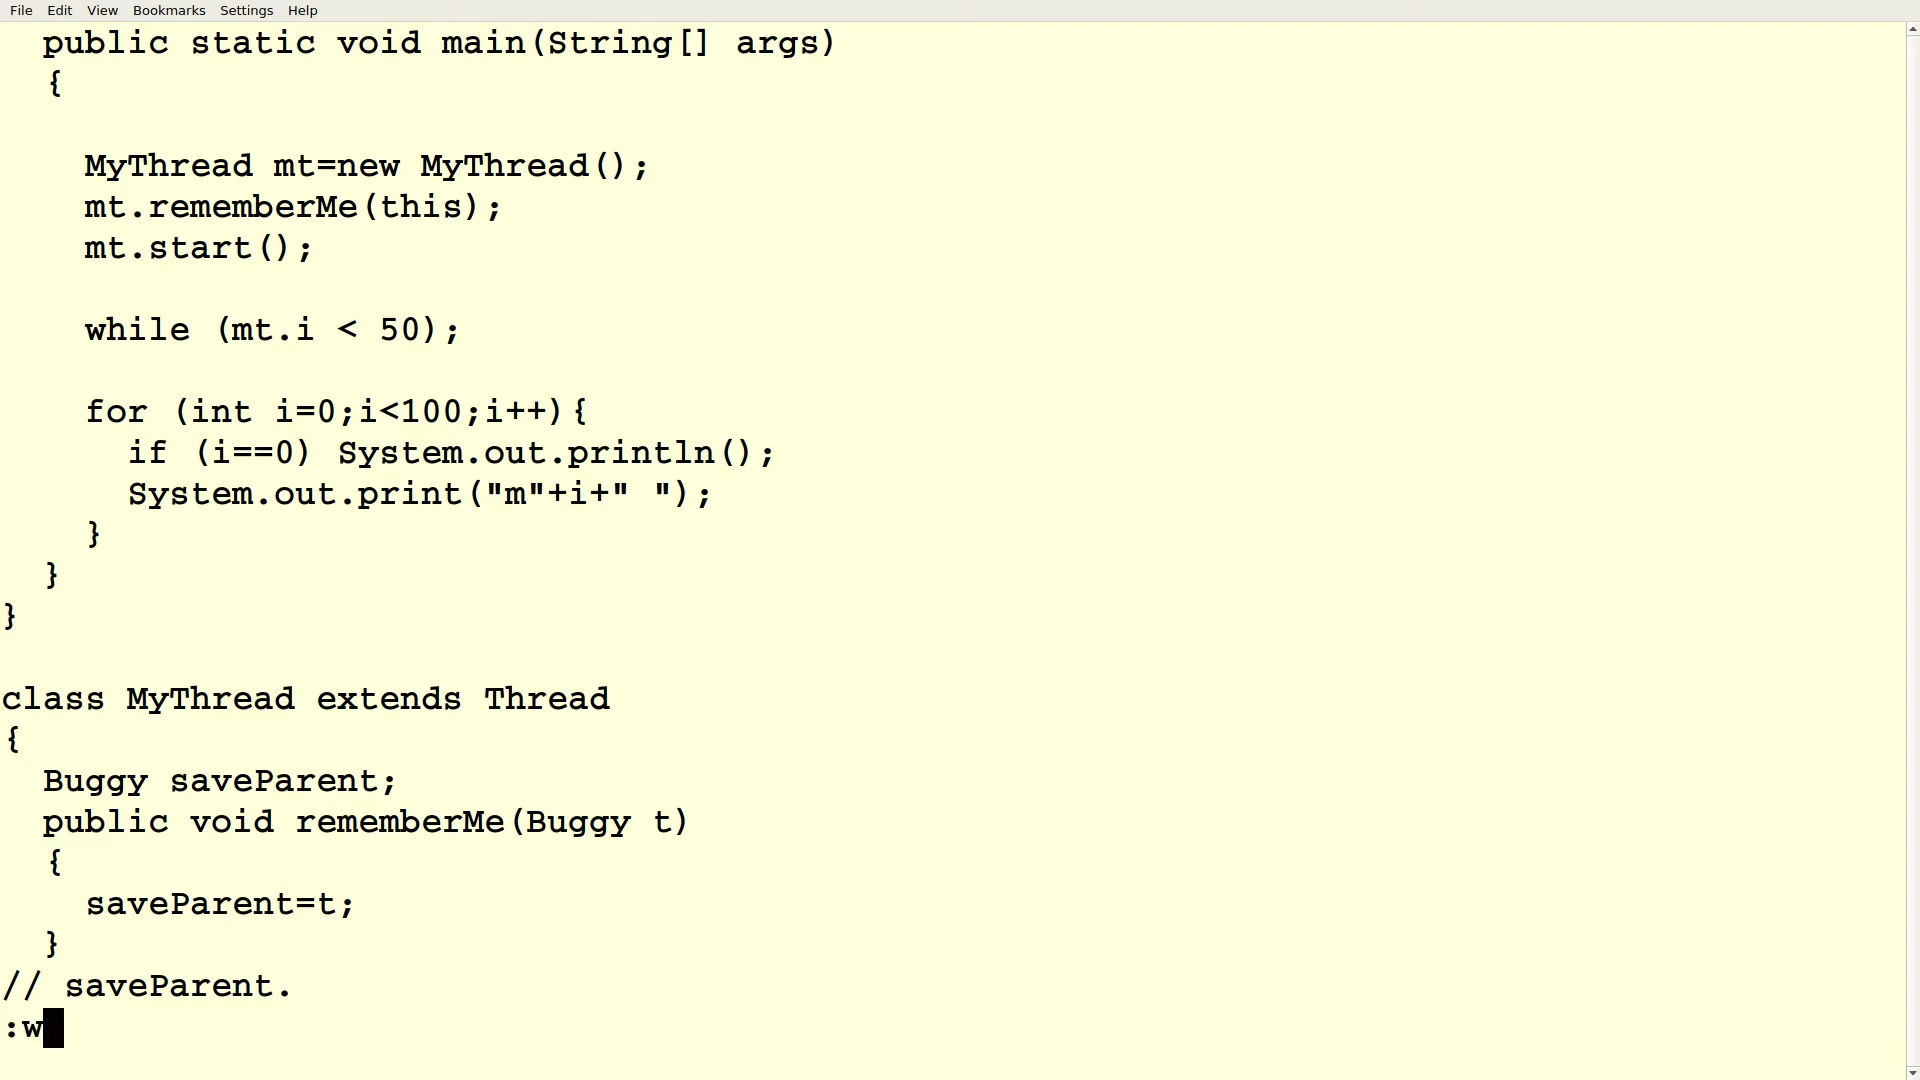 File Edit View Bookmarks Settings Help
public static void main(String[] args)
{
MyThread mt=new MyThread();
mt.rememberMe(this);
mt.start();
while (mt.i < 50);
for (int i=0;i<100;i++){
if (i==0) System.out.println();
System.out.print("m"+i+" ");
}
}
}
class MyThread extends Thread
{
Buggy saveParent;
public void rememberMe(Buggy t)
{
saveParent=t;
}
// saveParent.
:w